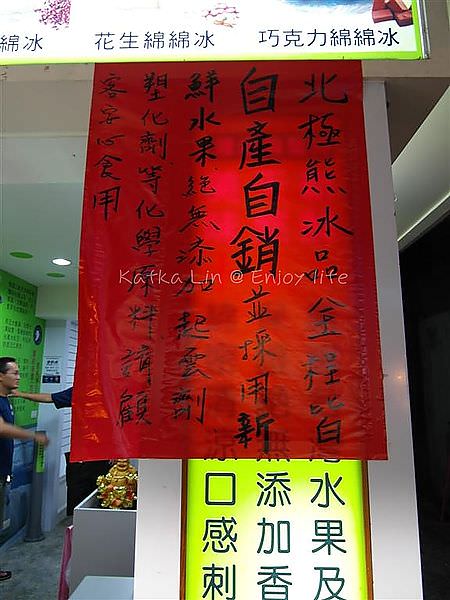 綿冰
花生綿綿冰
巧克力綿綿冰
北極熊冰品全程皆
自產自銷並採用新
鮮水果絕無添加起雲劑
塑化劑等化學原料請顧
客安心食用
Kafka Lin @ Enjoy life
水果及
無添加香
口感刺